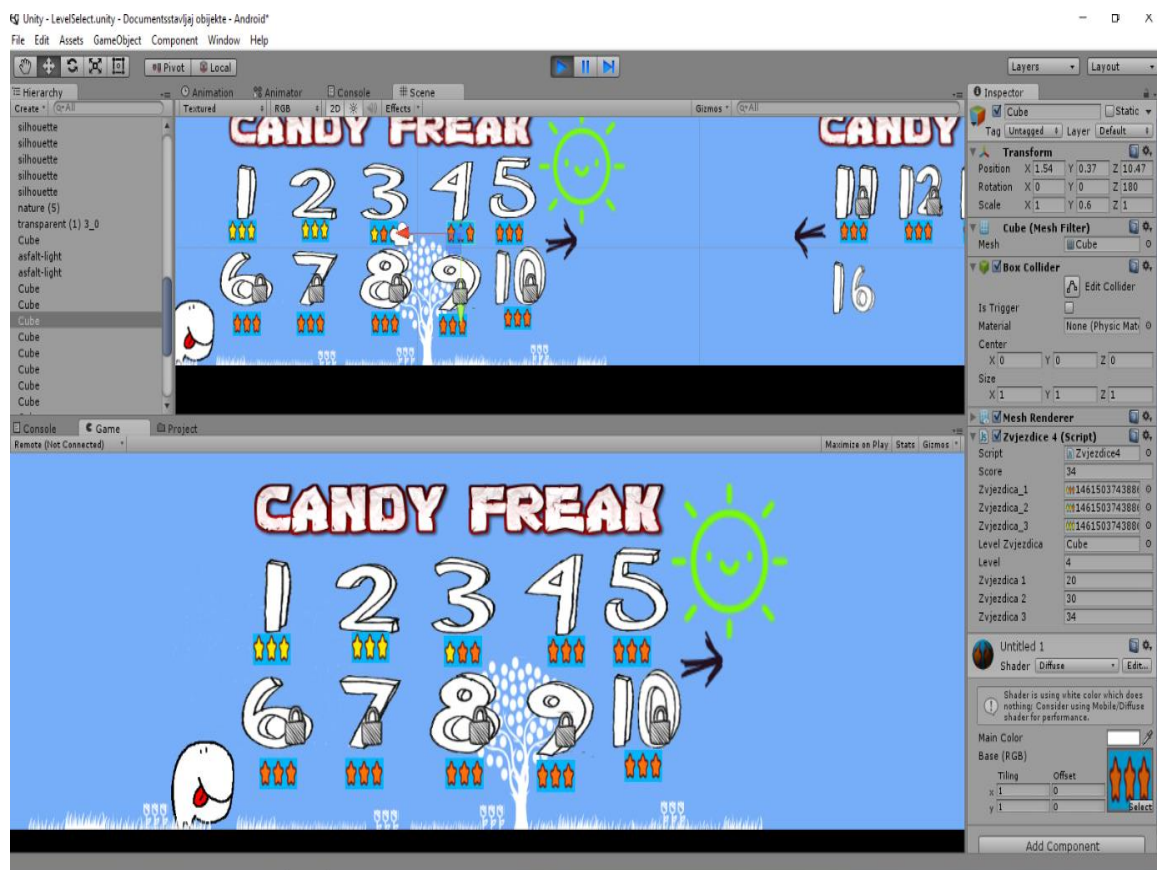 Unity - LevelSelect.unity - Documentsstavljaj objekte - Android*
File Edit Assets GameObject Component Window Help
Pivot Local Layers Layout
Hierarchy
Create All
silhouette
silhouette
silhouette
silhouette
silhouette
nature (5)
transparent (1) 3_0
Cube
asfalt-light
asfalt-light
Cube
Cube
Cube
Cube
Cube
Cube
Cube
Cube
Animation Animator Console Scene
Textured RGB 2D Effects Gizmos All
CANDY FREAK CANDY
1 2 3 4 5 11 12
6 7 8 9 10 16
Console Game Project
Remote (Not Connected) Maximize on Play Stats Gizmos
CANDY FREAK
1 2 3 4 5
6 7 8 9 10
Inspector
Cube Static
Tag Untagged Layer Default
Transform
Position X 1.54 Y 0.37 Z 10.47
Rotation X 0 Y 0 Z 180
Scale X 1 Y 0.6 Z 1
Cube (Mesh Filter)
Mesh Cube
Box Collider
Edit Collider
Is Trigger
Material None (Physic Mate
Center
X 0 Y 0 Z 0
Size
X 1 Y 1 Z 1
Mesh Renderer
Zvjezdice 4 (Script)
Script Zvjezdice4
Score 34
Zvjezdica_1 146150374388
Zvjezdica_2 146150374388
Zvjezdica_3 146150374388
Level Zvjezdica Cube
Level 4
Zvjezdica 1 20
Zvjezdica 2 30
Zvjezdica 3 34
Untitled 1
Shader Diffuse Edit...
Shader is using white color which does
nothing; Consider using Mobile/Diffuse
shader for performance.
Main Color
Base (RGB)
Tiling Offset
x 1 0
y 1 0
Select
Add Component